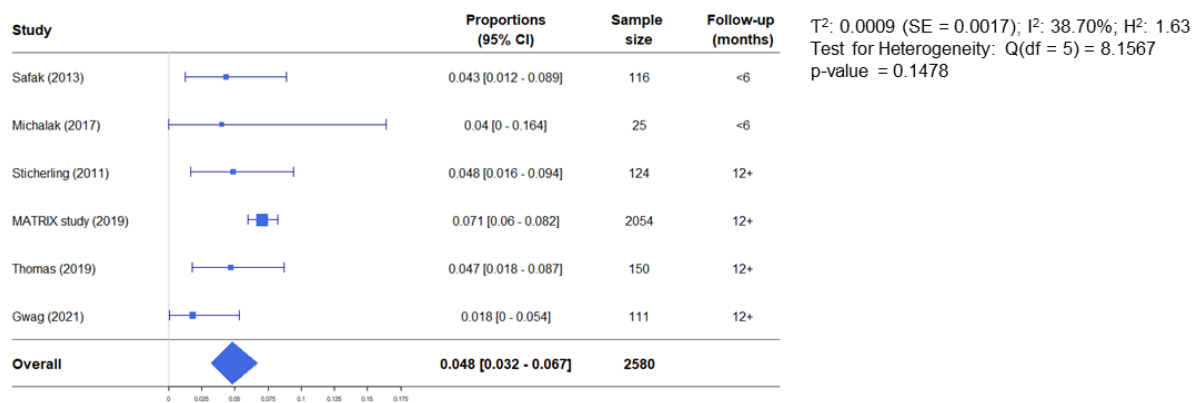 Study Proportions (95% CI) Sample size Follow-up (months)
Safak (2013) 0.043 [0.012 - 0.089] 116 <6
Michalak (2017) 0.04 [0 - 0.164] 25 <6
Sticherling (2011) 0.048 [0.016 - 0.094] 124 12+
MATRIX study (2019) 0.071 [0.06 - 0.082] 2054 12+
Thomas (2019) 0.047 [0.018 - 0.087] 150 12+
Gwag (2021) 0.018 [0 - 0.054] 111 12+
Overall 0.048 [0.032 - 0.067] 2580
0 0.025 0.05 0.075 0.1 0.125 0.15 0.175
Ƭ²: 0.0009 (SE = 0.0017); I²: 38.70%; H²: 1.63
Test for Heterogeneity: Q(df = 5) = 8.1567
p-value = 0.1478